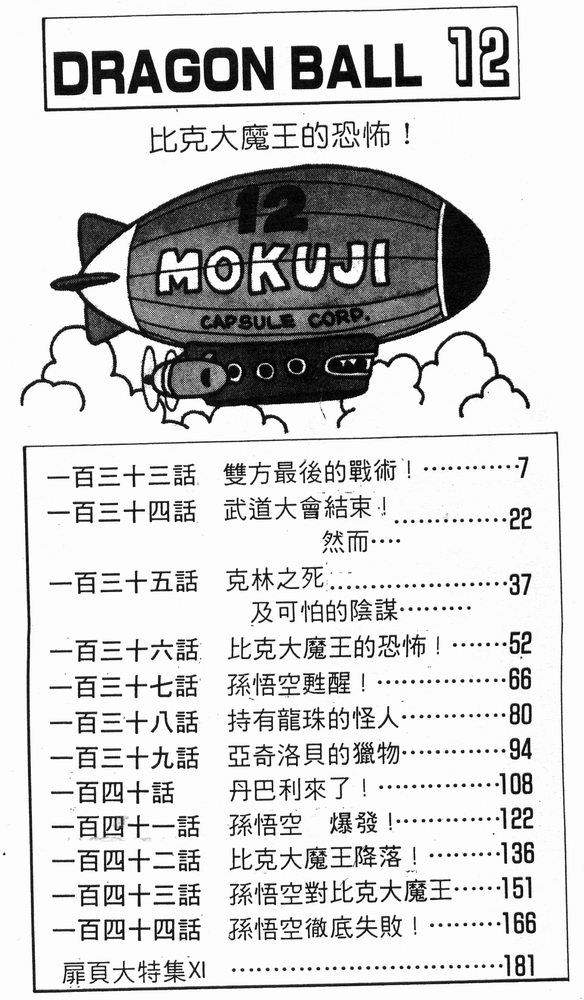 DRAGON BALL 12
比克大魔王的恐怖！
12
MOKUJI
CAPSULE CORP.
一百三十三話 雙方最後的戰術！…………7
一百三十四話 武道大會結束！…………22
然而‥‥
一百三十五話 克林之死……………37
及可怕的陰謀………
一百三十六話 比克大魔王的恐怖！……52
一百三十七話 孫悟空甦醒！…………66
一百三十八話 持有龍珠的怪人…………80
一百三十九話 亞奇洛貝的獵物…………94
一百四十話 丹巴利來了！…………108
一百四十一話 孫悟空 爆發！…………122
一百四十二話 比克大魔王降落！………136
一百四十三話 孫悟空對比克大魔王……151
一百四十四話 孫悟空徹底失敗！………166
扉頁大特集XI ……………………………181